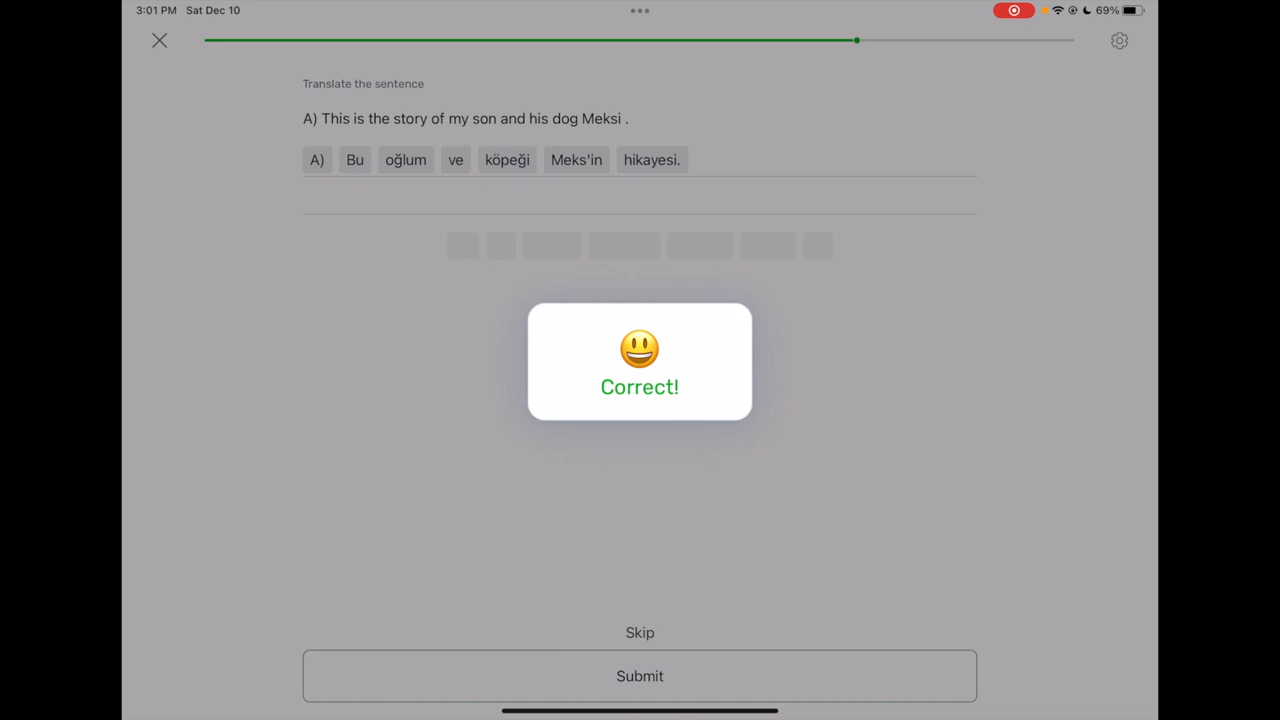 3:01 PM Sat Dec 10
69%
Translate the sentence
A) This is the story of my son and his dog Meksi .
A) Bu oğlum ve köpeği Meks'in hikayesi.
Correct!
Skip
Submit